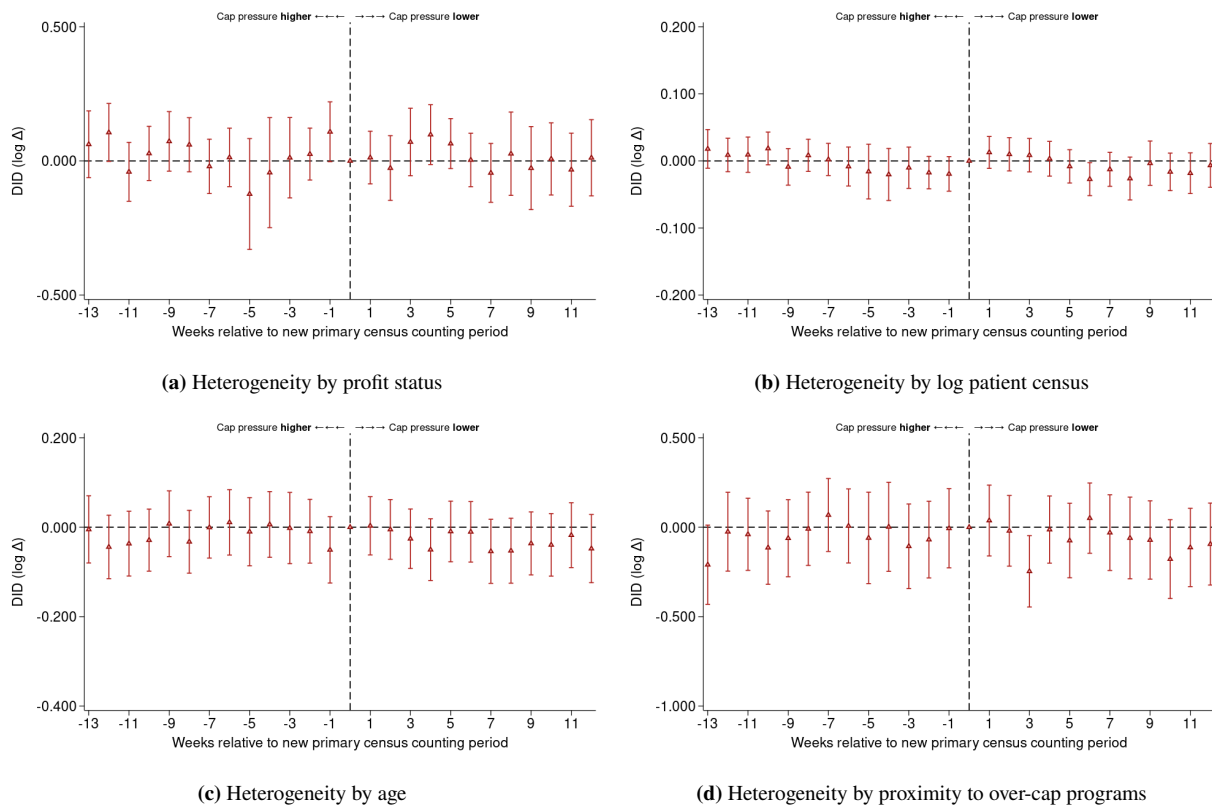 Cap pressure higher ←←← →→→ Cap pressure lower
0.500
0.000
-0.500
DID (log Δ)
-13 -11 -9 -7 -5 -3 -1 1 3 5 7 9 11
Weeks relative to new primary census counting period
(a) Heterogeneity by profit status
Cap pressure higher ←←← →→→ Cap pressure lower
0.200
0.100
0.000
-0.100
-0.200
DID (log Δ)
-13 -11 -9 -7 -5 -3 -1 1 3 5 7 9 11
Weeks relative to new primary census counting period
(b) Heterogeneity by log patient census
Cap pressure higher ←←← →→→ Cap pressure lower
0.200
0.000
-0.200
-0.400
DID (log Δ)
-13 -11 -9 -7 -5 -3 -1 1 3 5 7 9 11
Weeks relative to new primary census counting period
(c) Heterogeneity by age
Cap pressure higher ←←← →→→ Cap pressure lower
0.500
0.000
-0.500
-1.000
DID (log Δ)
-13 -11 -9 -7 -5 -3 -1 1 3 5 7 9 11
Weeks relative to new primary census counting period
(d) Heterogeneity by proximity to over-cap programs